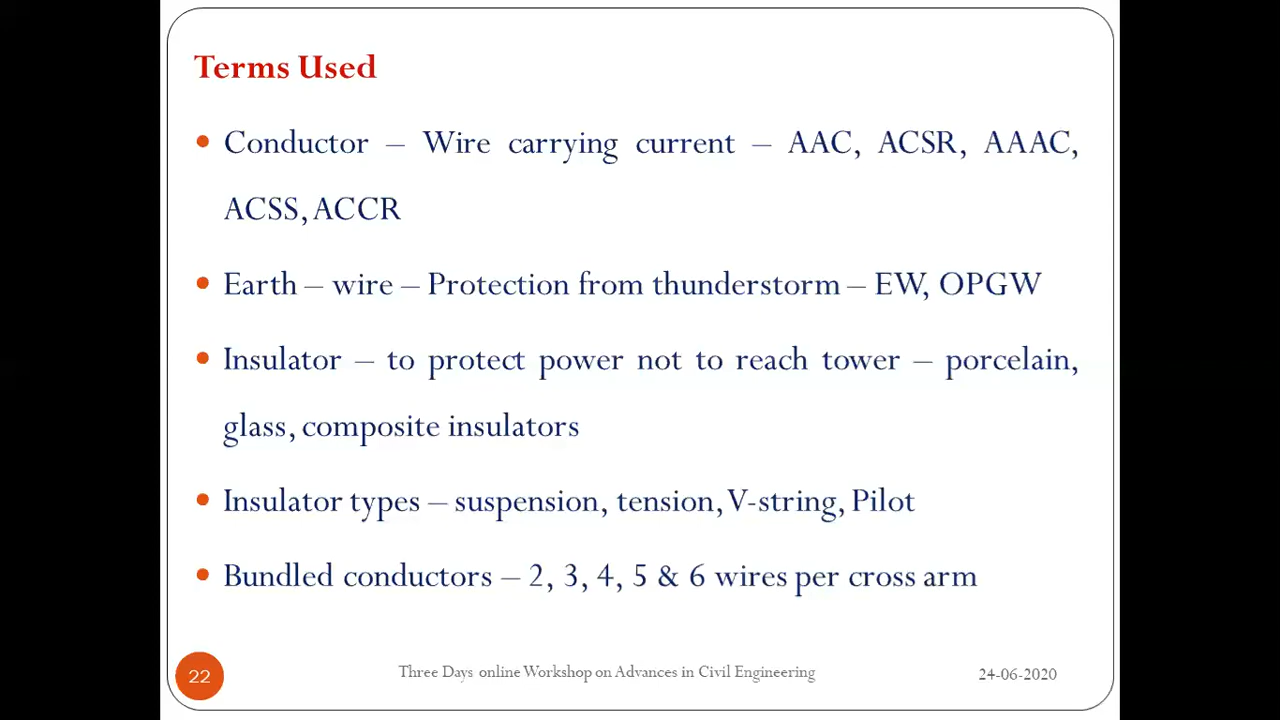 Terms Used
• Conductor – Wire carrying current – AAC, ACSR, AAAC,
ACSS, ACCR
• Earth – wire – Protection from thunderstorm – EW, OPGW
• Insulator – to protect power not to reach tower – porcelain,
glass, composite insulators
• Insulator types – suspension, tension, V-string, Pilot
• Bundled conductors – 2, 3, 4, 5 & 6 wires per cross arm
22 Three Days online Workshop on Advances in Civil Engineering 24-06-2020